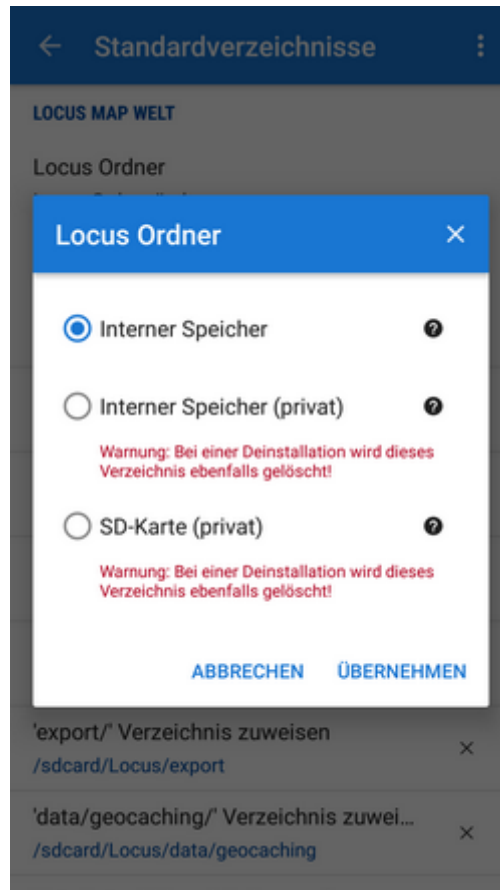 Standardverzeichnisse
LOCUS MAP WELT
Locus Ordner
Locus Ordner
Interner Speicher
Interner Speicher (privat)
Warnung: Bei einer Deinstallation wird dieses
Verzeichnis ebenfalls gelöscht!
SD-Karte (privat)
Warnung: Bei einer Deinstallation wird dieses
Verzeichnis ebenfalls gelöscht!
ABBRECHEN ÜBERNEHMEN
'export/' Verzeichnis zuweisen
/sdcard/Locus/export
'data/geocaching/' Verzeichnis zuwei...
/sdcard/Locus/data/geocaching